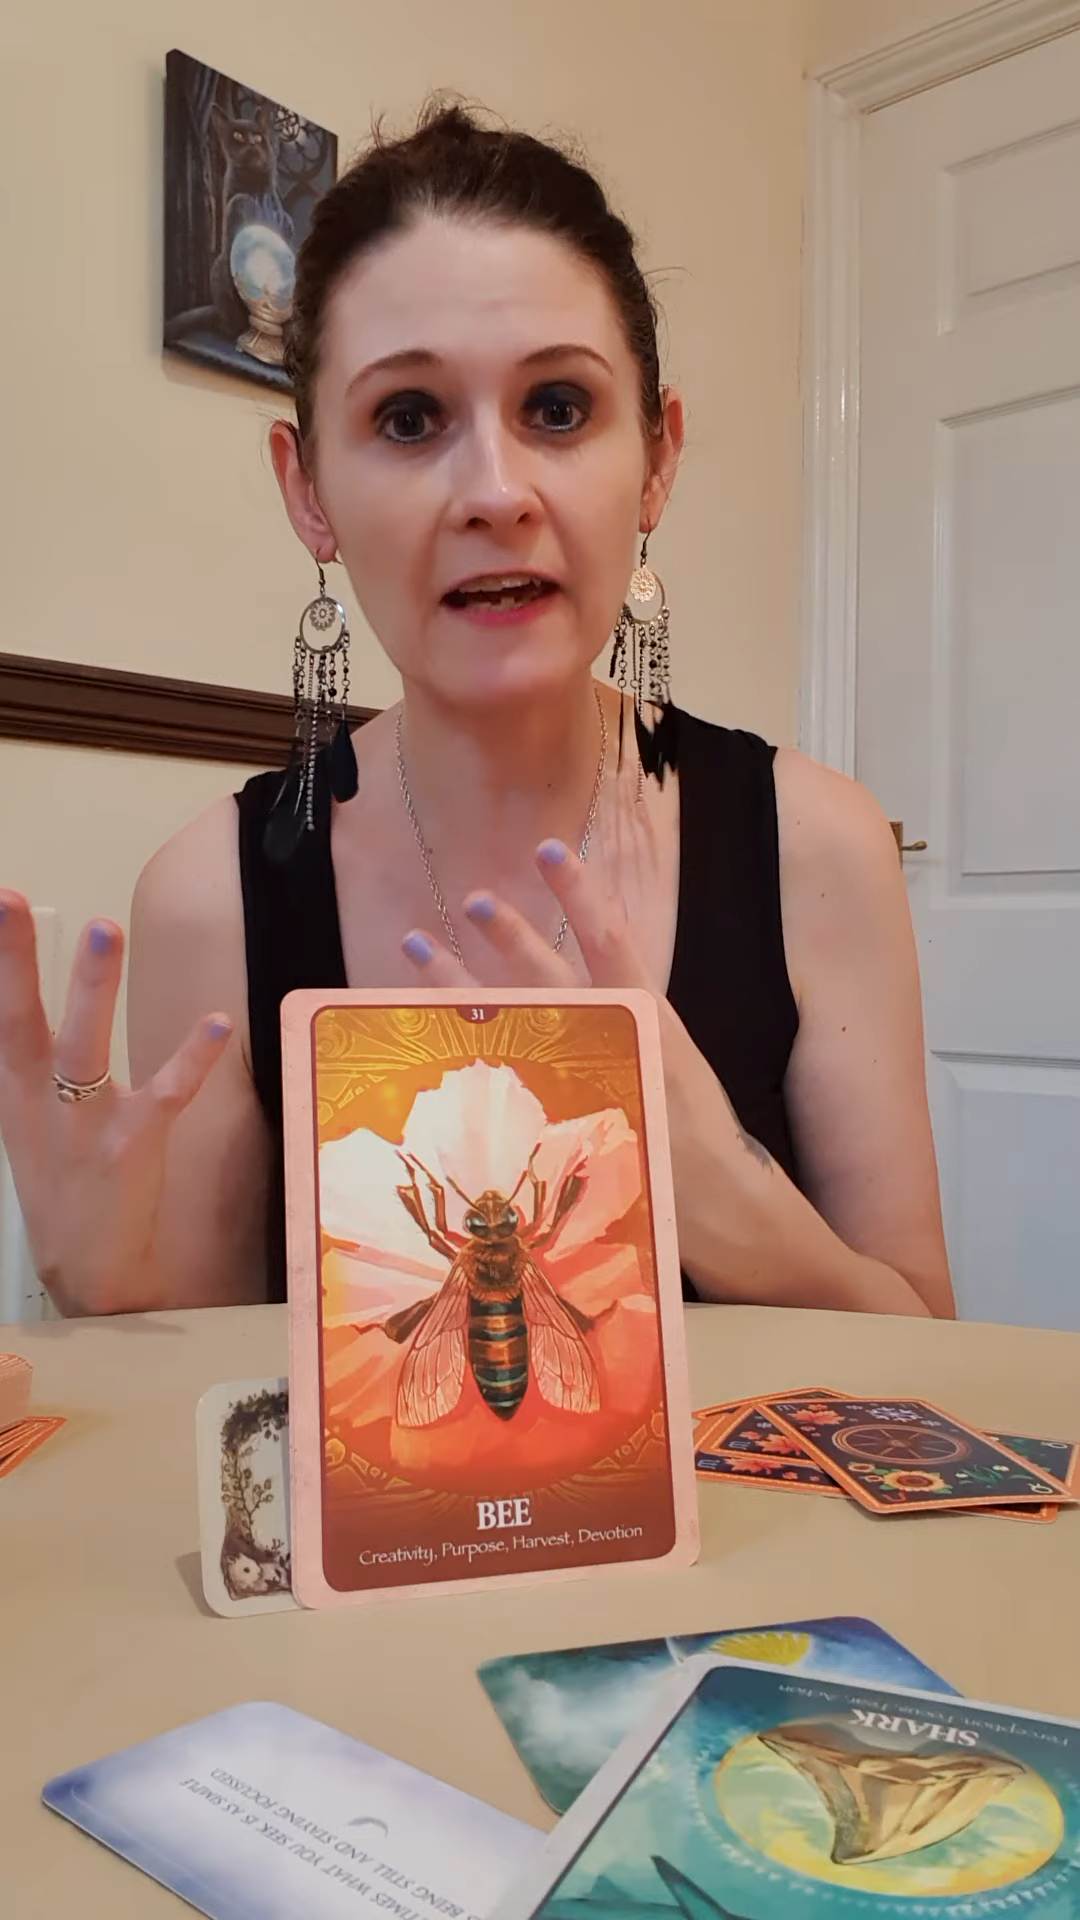 31
BEE
Creativity, Purpose, Harvest, Devotion
SHARK
Perception, Focus, Fear, Action
TIMES WHAT YOU SEEK IS AS SIMPLE
BEING STILL AND STAYING FOCUSSED